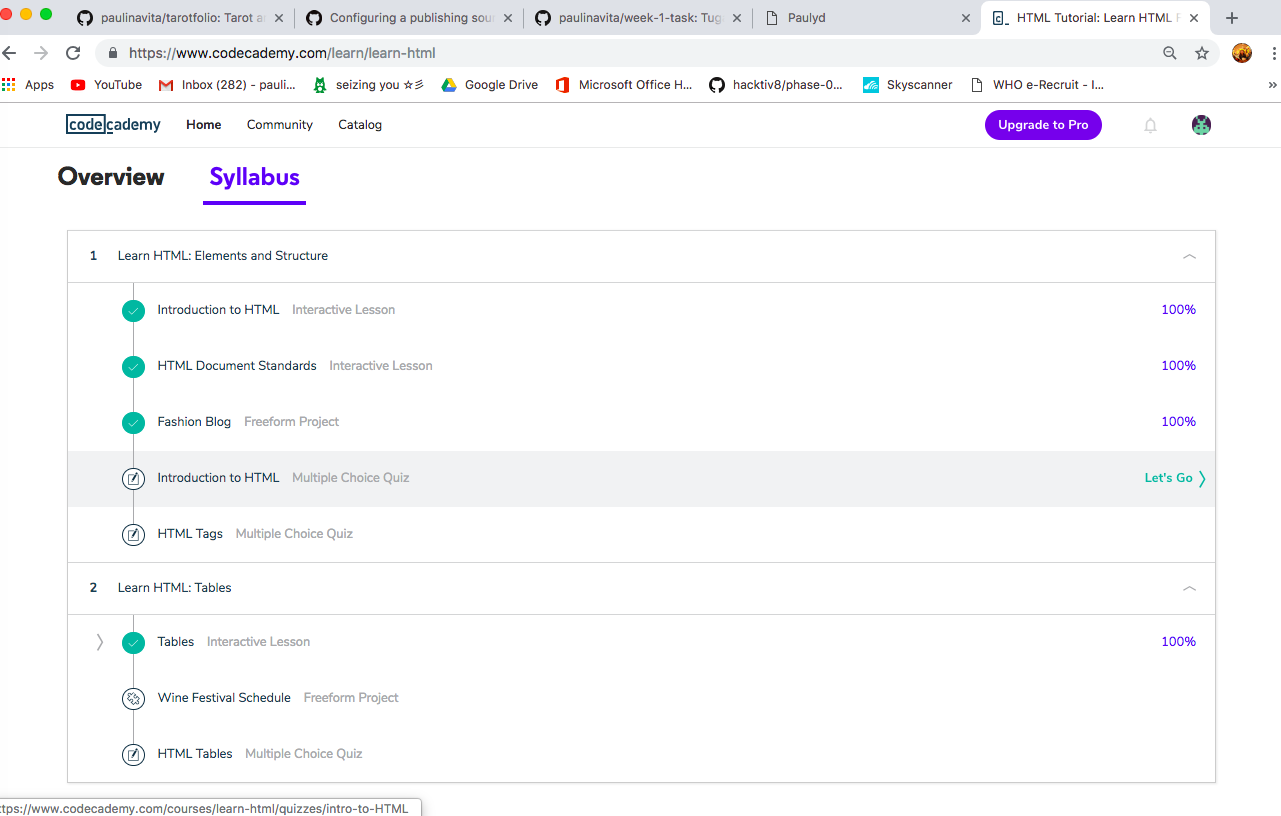 paulinavita/tarotfolio: Tarot a
Configuring a publishing sour
paulinavita/week-1-task: Tug
Paulyd
HTML Tutorial: Learn HTML F
https://www.codecademy.com/learn/learn-html
Apps YouTube Inbox (282) - pauli... seizing you ☆彡 Google Drive Microsoft Office H... hacktiv8/phase-0... Skyscanner WHO e-Recruit - I... »
codecademy Home Community Catalog Upgrade to Pro
Overview Syllabus
1 Learn HTML: Elements and Structure
Introduction to HTML Interactive Lesson 100%
HTML Document Standards Interactive Lesson 100%
Fashion Blog Freeform Project 100%
Introduction to HTML Multiple Choice Quiz Let's Go
HTML Tags Multiple Choice Quiz
2 Learn HTML: Tables
Tables Interactive Lesson 100%
Wine Festival Schedule Freeform Project
HTML Tables Multiple Choice Quiz
ttps://www.codecademy.com/courses/learn-html/quizzes/intro-to-HTML